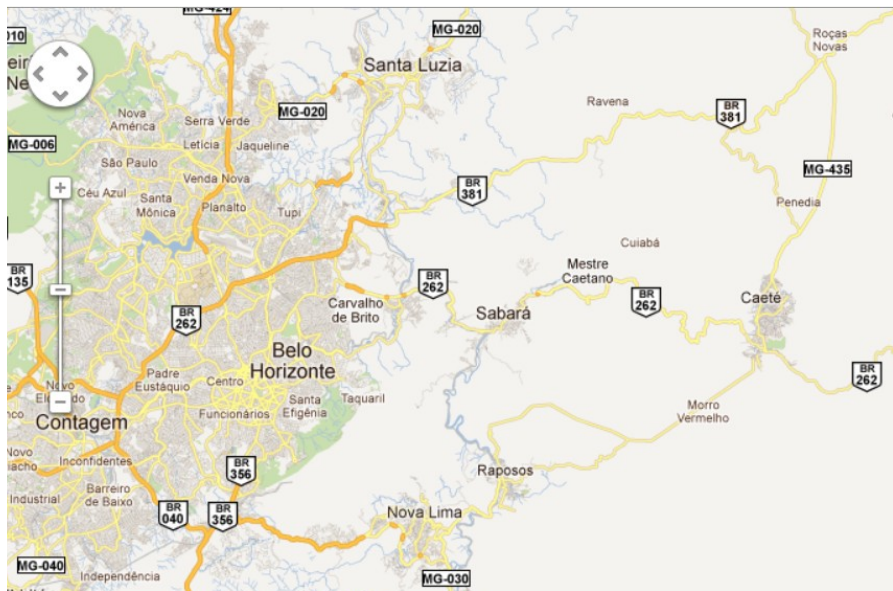 MG-424
MG-020
010
Roças
Novas
Santa Luzia
Nova
América
Serra Verde
MG-020
Ravena
BR
381
MG-006
Letícia
Jaqueline
São Paulo
MG-435
Venda Nova
Céu Azul
BR
381
Santa
Mônica
Planalto
Tupi
Penedia
Cuiabá
Mestre
Caetano
BR
135
BR
262
Carvalho
de Brito
Sabará
BR
262
Caeté
BR
262
Belo
Horizonte
Padre
Eustáquio
Centro
BR
262
Novo
Taquaril
Santa
Efigênia
Funcionários
Contagem
Morro
Vermelho
Novo
Inconfidentes
BR
356
Raposos
Industrial
Barreiro
de Baixo
BR
040
BR
356
Nova Lima
MG-040
Independência
MG-030